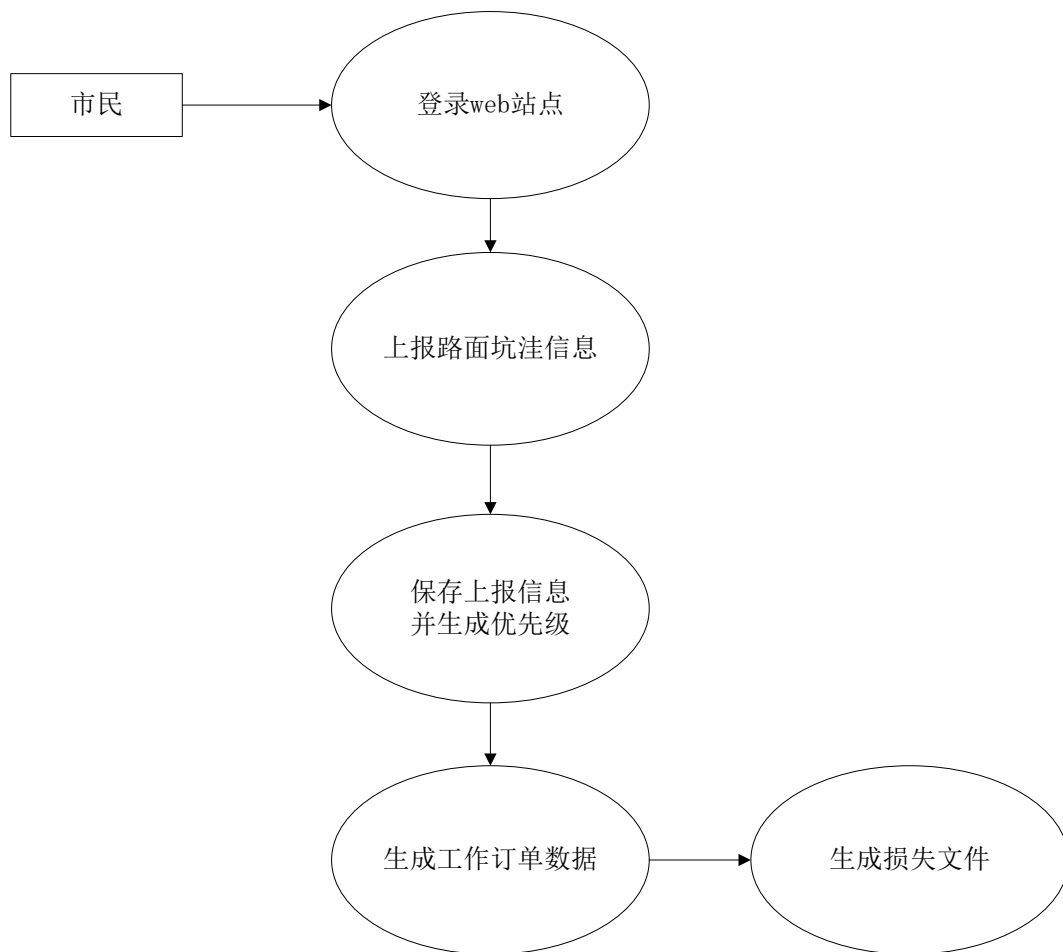 市民
登录web站点
上报路面坑洼信息
保存上报信息
并生成优先级
生成工作订单数据
生成损失文件